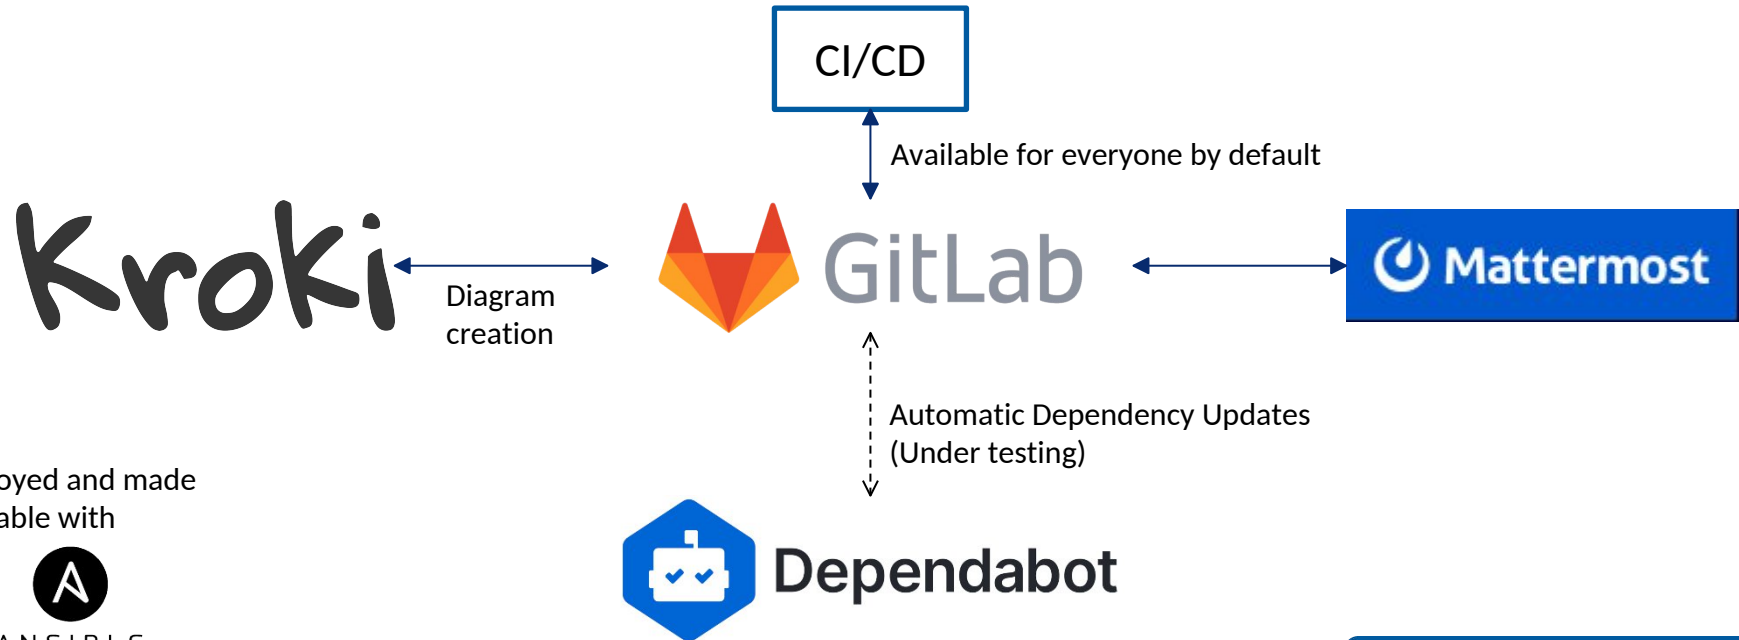 CI/CD
Available for everyone by default
Kroki
GitLab
Mattermost
Diagram
creation
Automatic Dependency Updates
(Under testing)
oyed and made
able with
Dependabot